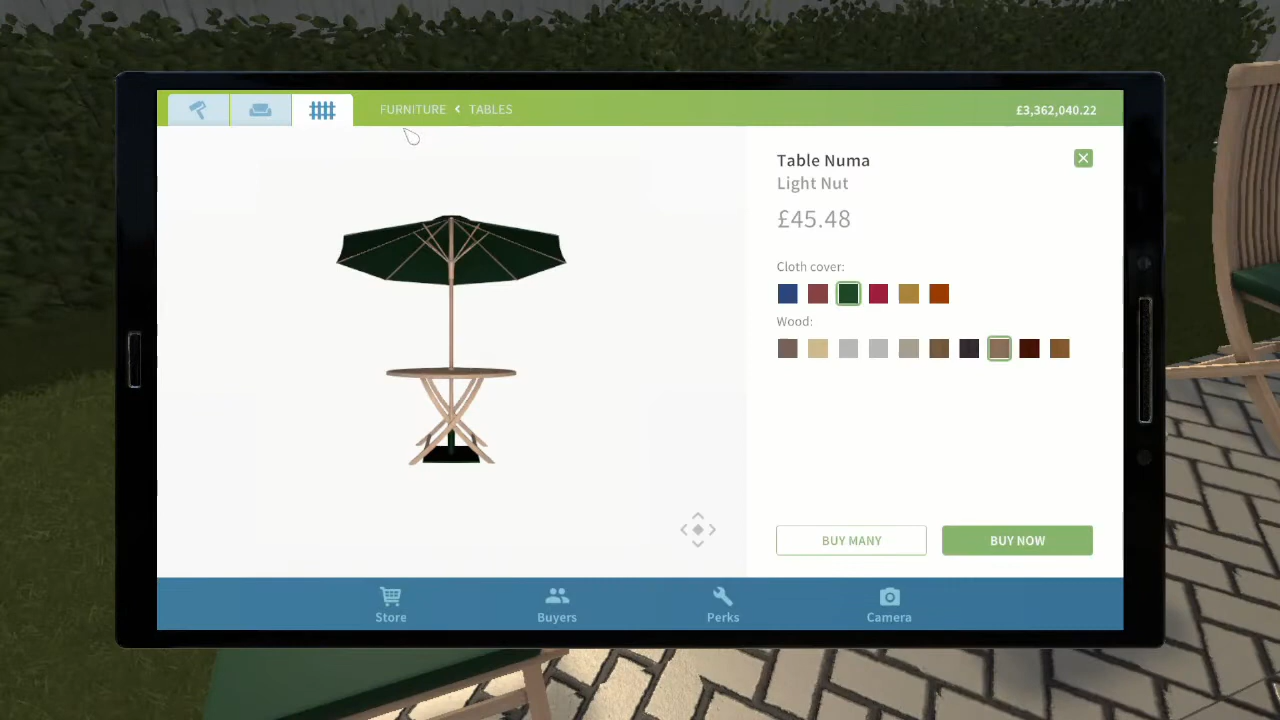 FURNITURE < TABLES
£3,362,040.22
Table Numa
Light Nut
£45.48
Cloth cover:
Wood:
BUY MANY
BUY NOW
Store
Buyers
Perks
Camera